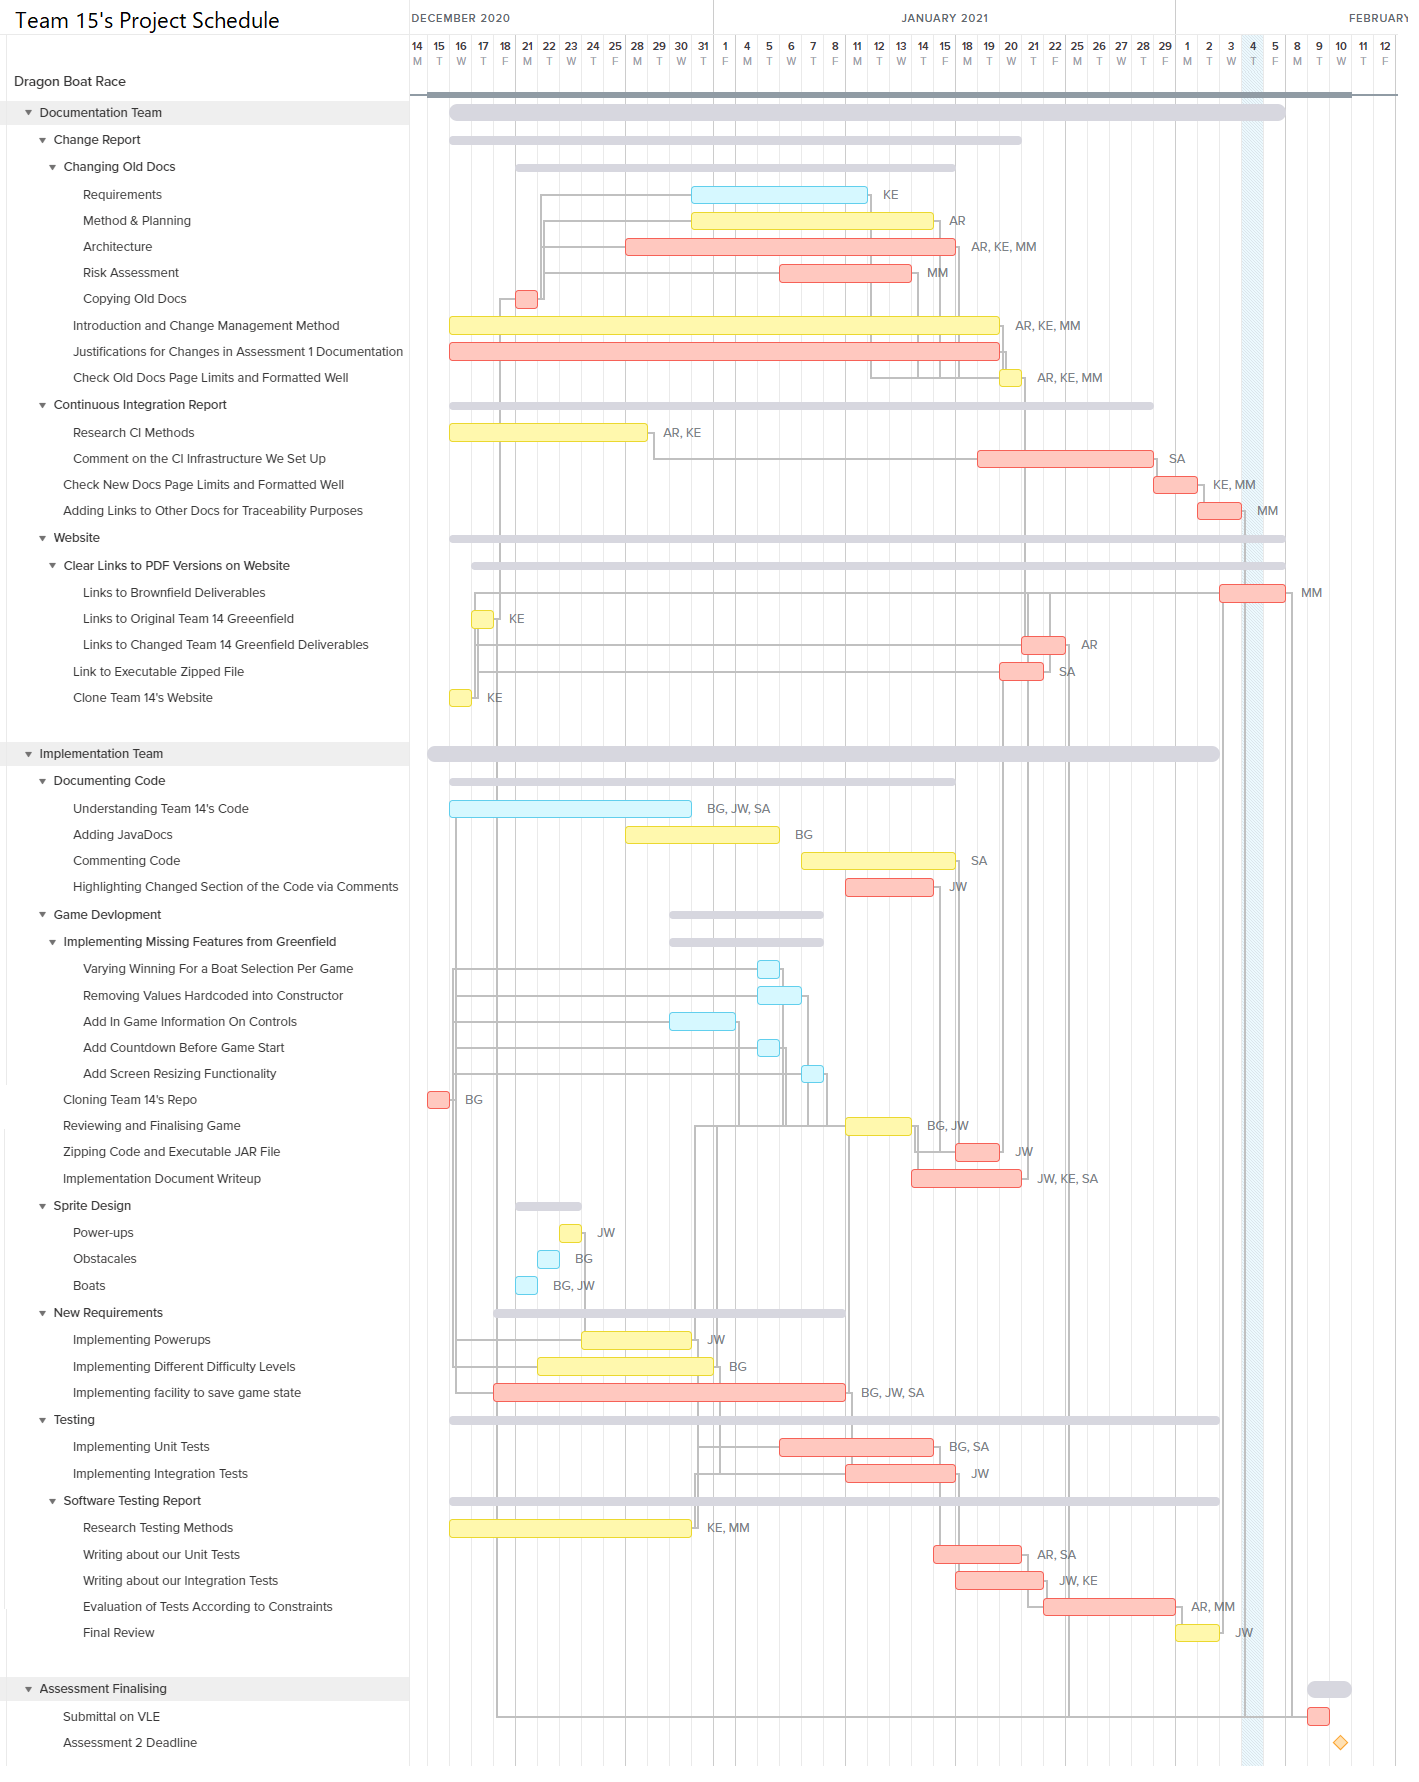 Team 15's Project Schedule
DECEMBER 2020 JANUARY 2021 FEBRUARY
14 15 16 17 18 21 22 23 24 25 28 29 30 31 1 4 5 6 7 8 11 12 13 14 15 18 19 20 21 22 25 26 27 28 29 1 2 3 4 5 8 9 10 11 12
M T W T F M T W T F M T W T F M T W T F M T W T F M T W T F M T W T F M T W T F M T W T F
Dragon Boat Race
Documentation Team
Change Report
Changing Old Docs
Requirements KE
Method & Planning AR
Architecture AR, KE, MM
Risk Assessment MM
Copying Old Docs
Introduction and Change Management Method AR, KE, MM
Justifications for Changes in Assessment 1 Documentation
Check Old Docs Page Limits and Formatted Well AR, KE, MM
Continuous Integration Report
Research CI Methods AR, KE
Comment on the CI Infrastructure We Set Up SA
Check New Docs Page Limits and Formatted Well KE, MM
Adding Links to Other Docs for Traceability Purposes MM
Website
Clear Links to PDF Versions on Website
Links to Brownfield Deliverables MM
Links to Original Team 14 Greeenfield KE
Links to Changed Team 14 Greenfield Deliverables AR
Link to Executable Zipped File SA
Clone Team 14's Website KE
Implementation Team
Documenting Code
Understanding Team 14's Code BG, JW, SA
Adding JavaDocs BG
Commenting Code SA
Highlighting Changed Section of the Code via Comments JW
Game Devlopment
Implementing Missing Features from Greenfield
Varying Winning For a Boat Selection Per Game
Removing Values Hardcoded into Constructor
Add In Game Information On Controls
Add Countdown Before Game Start
Add Screen Resizing Functionality
Cloning Team 14's Repo BG
Reviewing and Finalising Game BG, JW
Zipping Code and Executable JAR File JW
Implementation Document Writeup JW, KE, SA
Sprite Design
Power-ups JW
Obstacales BG
Boats BG, JW
New Requirements
Implementing Powerups JW
Implementing Different Difficulty Levels BG
Implementing facility to save game state BG, JW, SA
Testing
Implementing Unit Tests BG, SA
Implementing Integration Tests JW
Software Testing Report
Research Testing Methods KE, MM
Writing about our Unit Tests AR, SA
Writing about our Integration Tests JW, KE
Evaluation of Tests According to Constraints AR, MM
Final Review JW
Assessment Finalising
Submittal on VLE
Assessment 2 Deadline